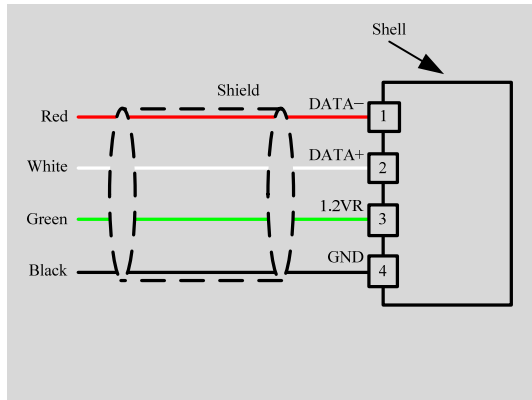 Shell
Shield
Red
DATA−
1
White
DATA+
2
Green
1.2VR
3
Black
GND
4